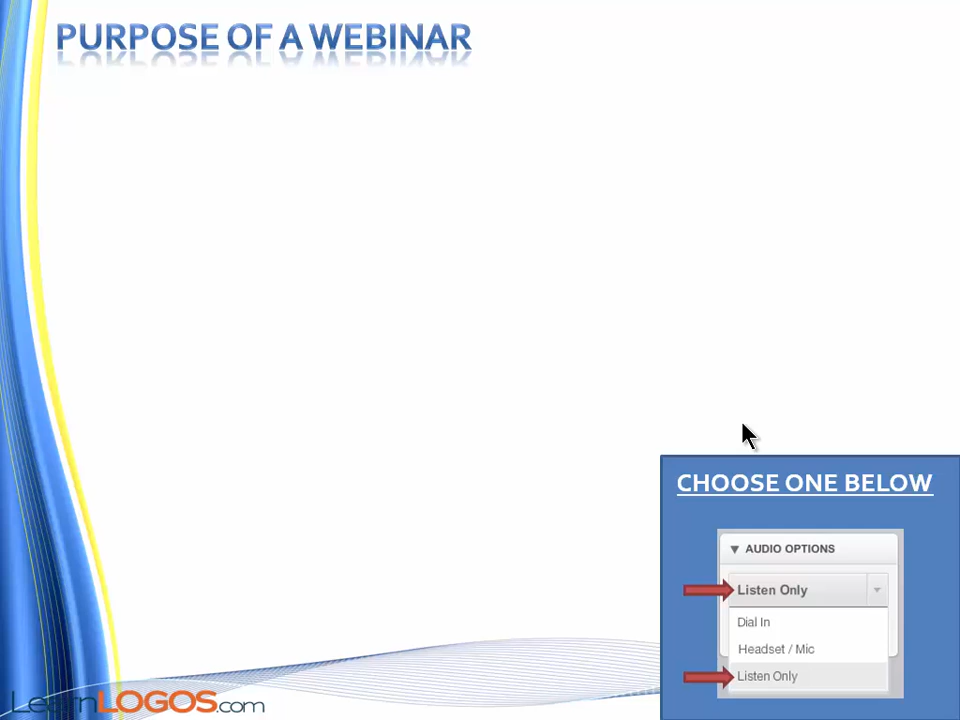 PURPOSE OF A WEBINAR
CHOOSE ONE BELOW
AUDIO OPTIONS
Listen Only
Dial In
Headset / Mic
Listen Only
LearnLOGOS.com